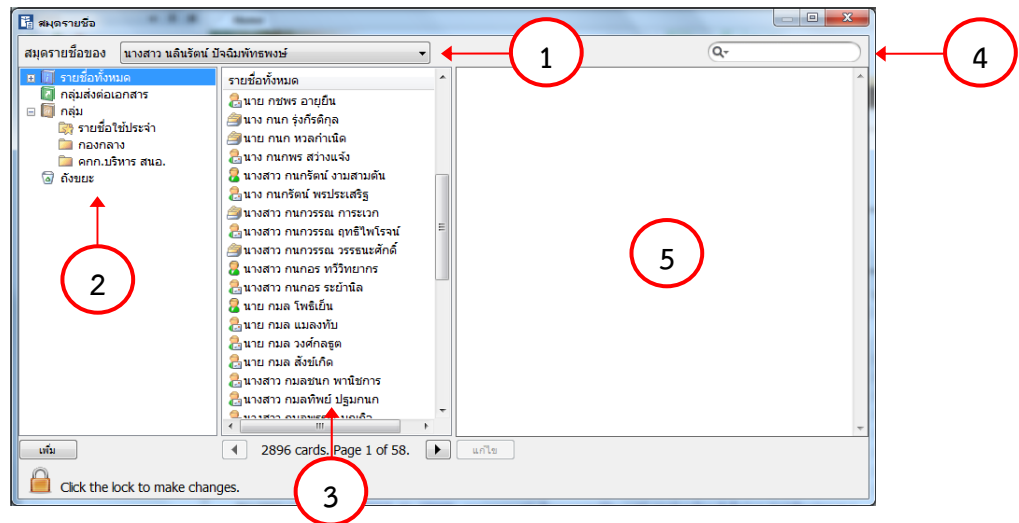 สมุดรายชื่อ
สมุดรายชื่อของ นางสาว นลินรัตน์ ปัจฉิมพัทธพงษ์
1
4
รายชื่อทั้งหมด
กลุ่มส่งต่อเอกสาร
กลุ่ม
รายชื่อใช้ประจำ
กองกลาง
คกก.บริหาร สนอ.
ถังขยะ
2
รายชื่อทั้งหมด
นาย กชพร อายุยืน
นาง กนก รุ่งกีรติกุล
นาย กนก หวลกำเนิด
นาง กนกพร สว่างแจ้ง
นางสาว กนกรัตน์ งามสามต้น
นาง กนกรัตน์ พรประเสริฐ
นางสาว กนกวรรณ การะเวก
นางสาว กนกวรรณ ฤทธิไพโรจน์
นางสาว กนกวรรณ วรรธนะศักดิ์
นางสาว กนกอร ทวีวิทยากร
นางสาว กนกอร ระย้านิล
นาย กมล โพธิเย็น
นาย กมล แมลงทับ
นาย กมล วงศ์กลธูต
นาย กมล สังข์เกิด
นางสาว กมลชนก พานิชการ
นางสาว กมลทิพย์ ปฐมกนก
3
5
เพิ่ม
2896 cards. Page 1 of 58.
แก้ไข
Click the lock to make changes.